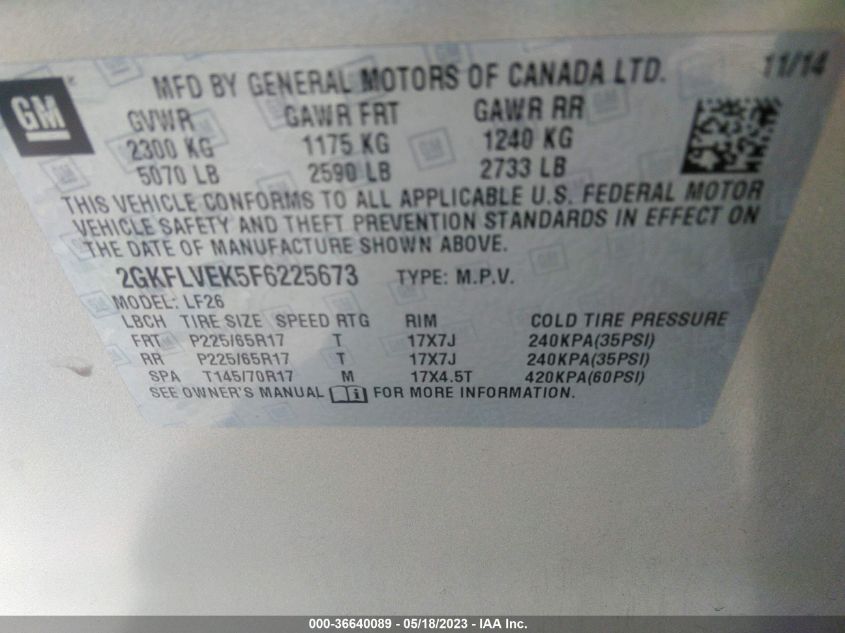 MFD BY GENERAL MOTORS OF CANADA LTD. 11/14
GM
GVWR GAWR FRT GAWR RR
2300 KG 1175 KG 1240 KG
5070 LB 2590 LB 2733 LB
THIS VEHICLE CONFORMS TO ALL APPLICABLE U.S. FEDERAL MOTOR
VEHICLE SAFETY AND THEFT PREVENTION STANDARDS IN EFFECT ON
THE DATE OF MANUFACTURE SHOWN ABOVE.
2GKFLVEK5F6225673 TYPE: M.P.V.
MODEL: LF26
LBCH TIRE SIZE SPEED RTG RIM COLD TIRE PRESSURE
FRT P225/65R17 T 17X7J 240KPA(35PSI)
RR P225/65R17 T 17X7J 240KPA(35PSI)
SPA T145/70R17 M 17X4.5T 420KPA(60PSI)
SEE OWNER'S MANUAL FOR MORE INFORMATION.
000-36640089 - 05/18/2023 - IAA Inc.